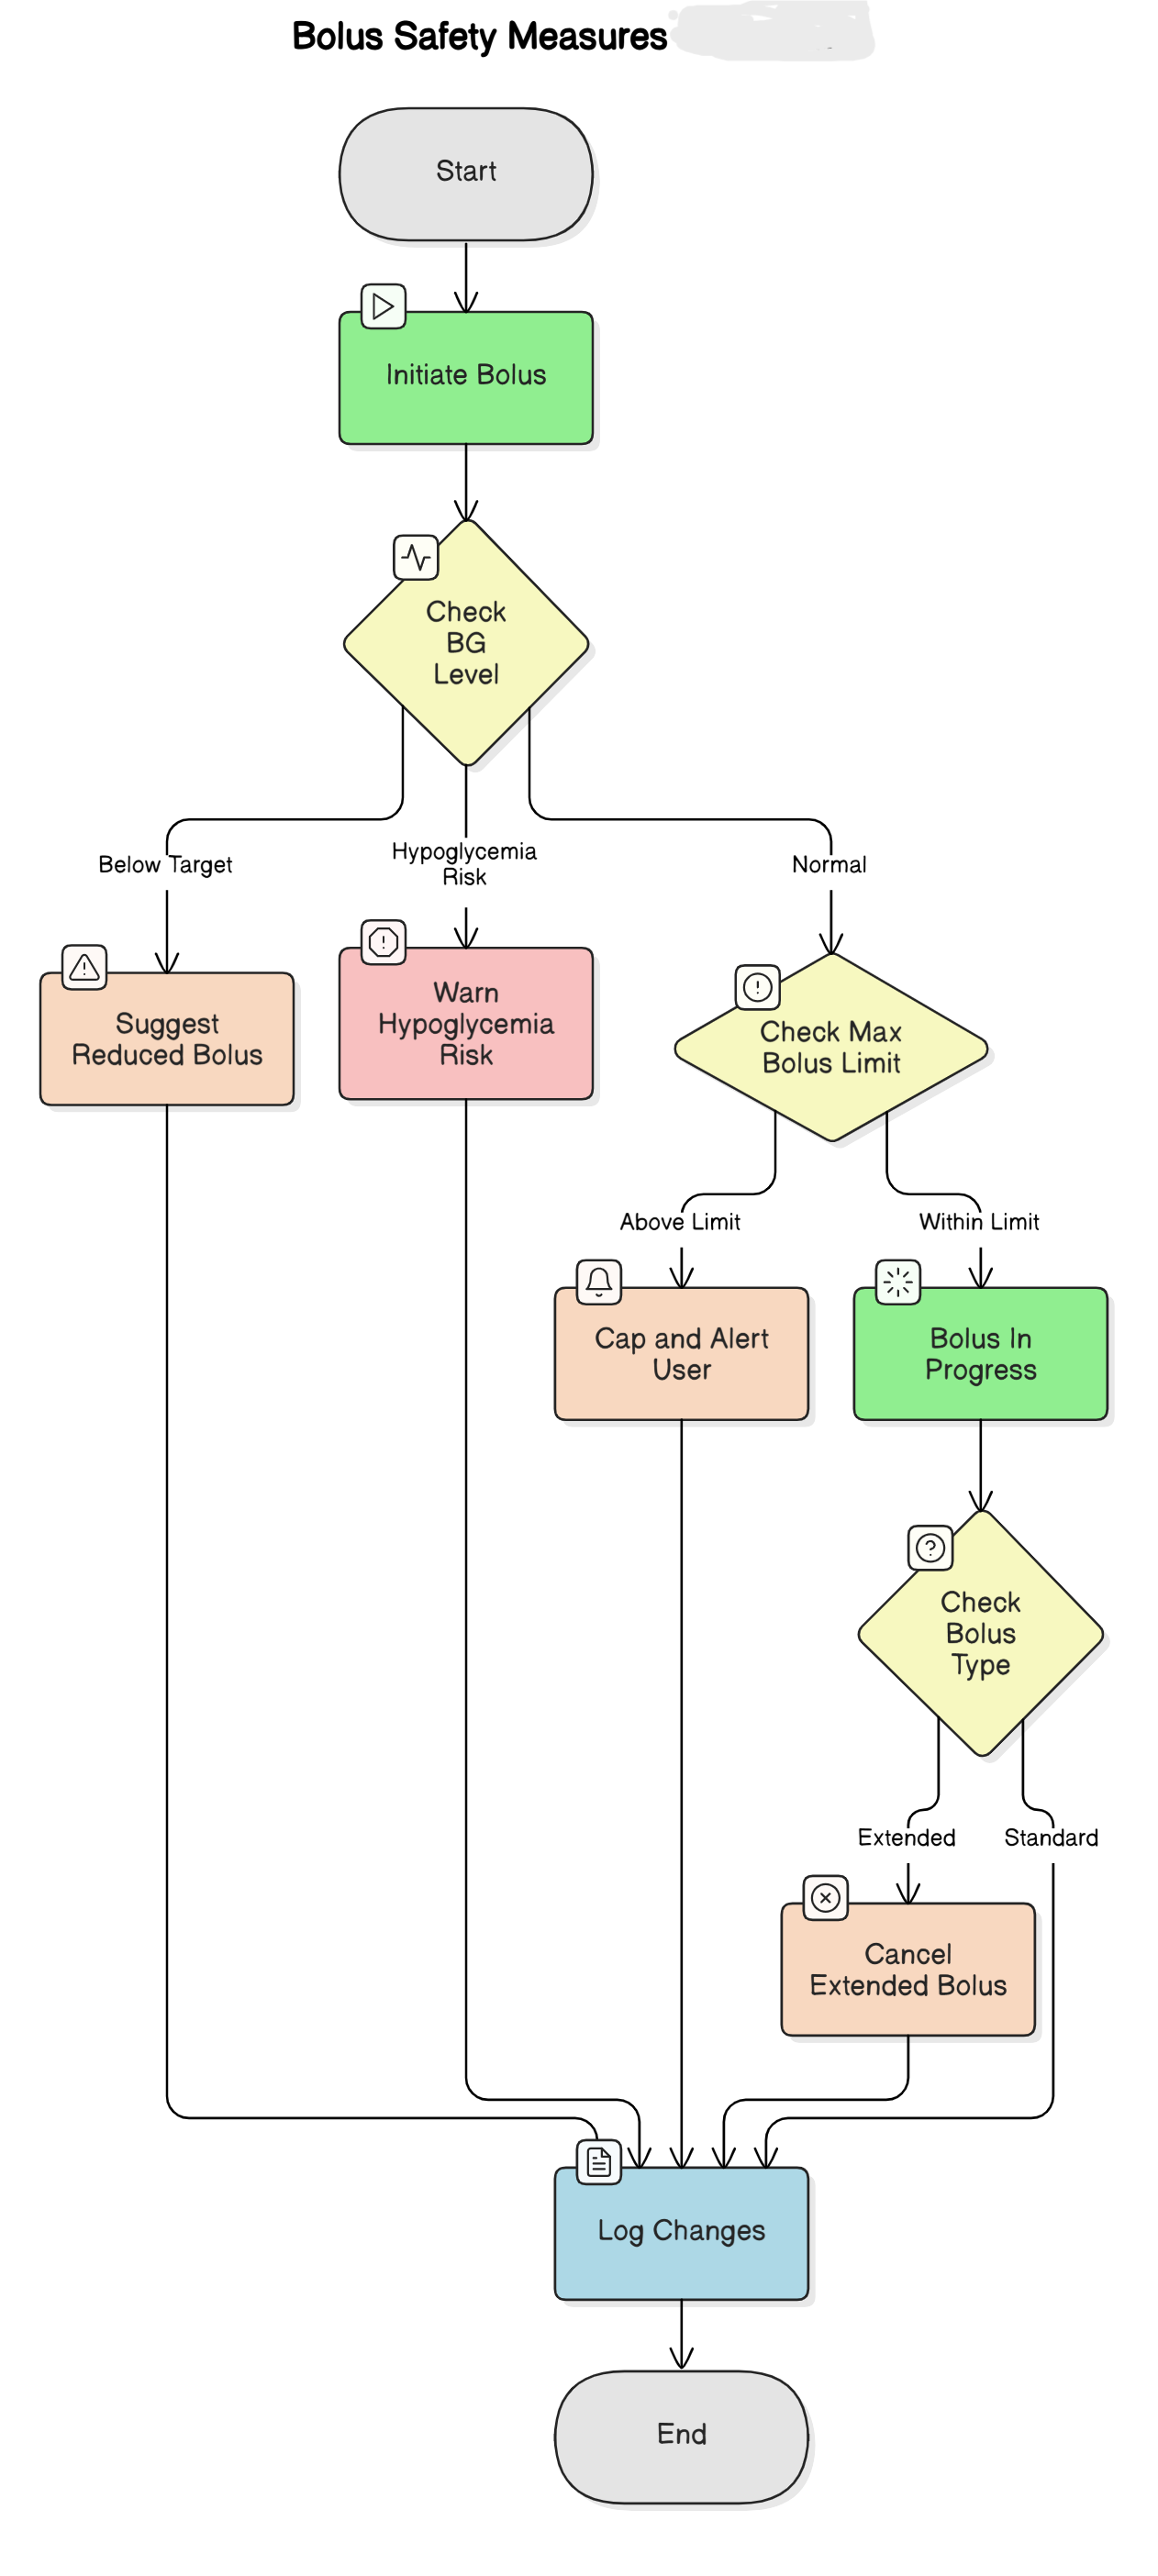 Bolus Safety Measures
Start
Initiate Bolus
Check
BG
Level
Below Target
Hypoglycemia
Risk
Normal
Suggest
Reduced Bolus
Warn
Hypoglycemia
Risk
Check Max
Bolus Limit
Above Limit
Within Limit
Cap and Alert
User
Bolus In
Progress
Check
Bolus
Type
Extended
Standard
Cancel
Extended Bolus
Log Changes
End